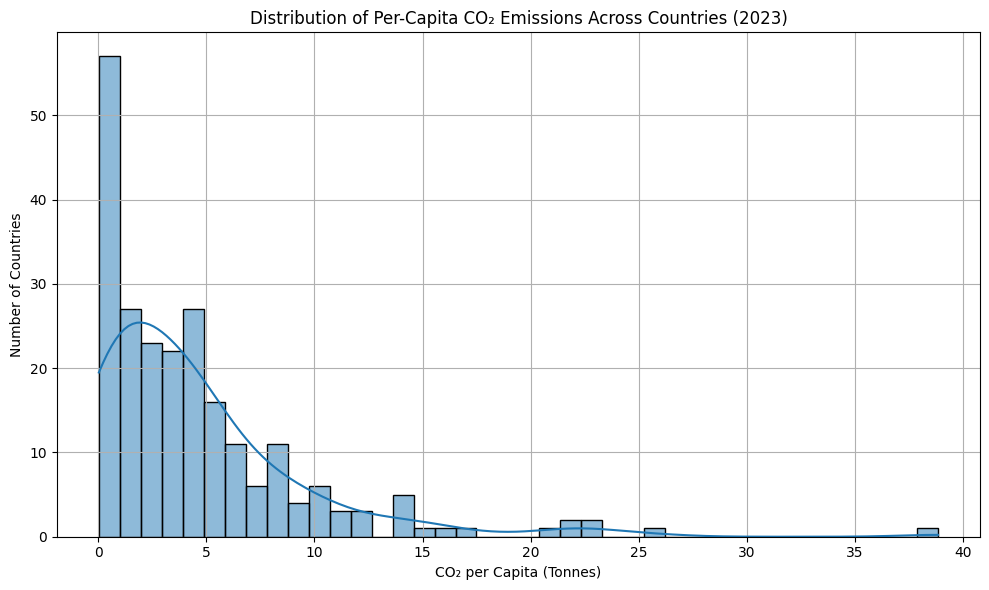 Distribution of Per-Capita CO₂ Emissions Across Countries (2023)
Number of Countries
50
40
30
20
10
0
0 5 10 15 20 25 30 35 40
CO₂ per Capita (Tonnes)